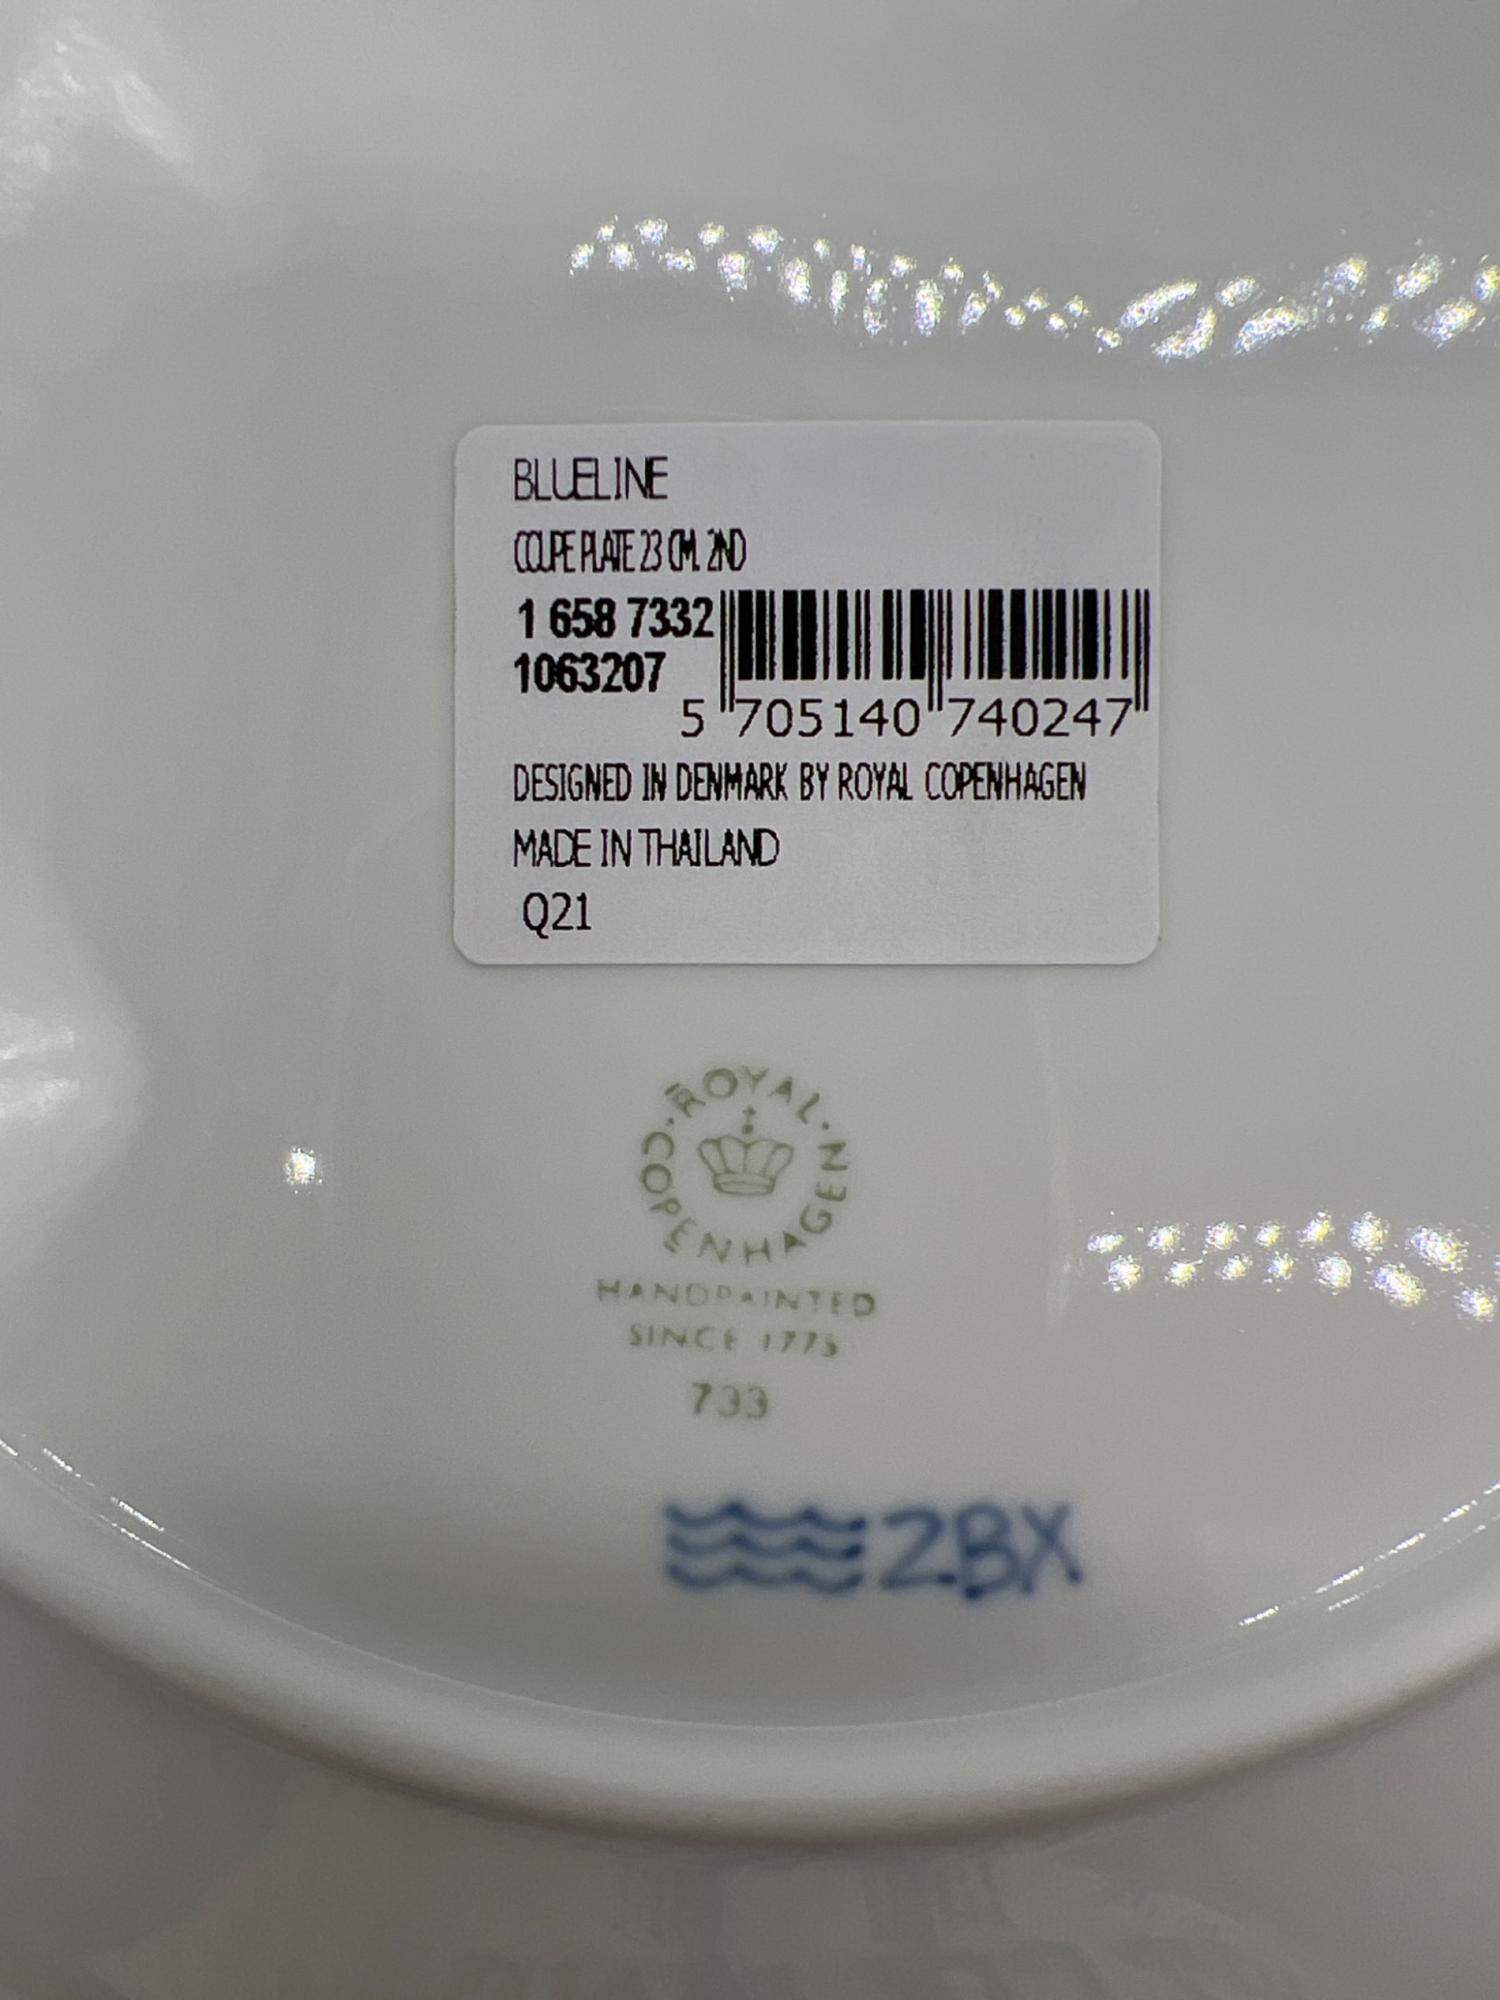 BLUELINE
COUPE PLATE 23 CM. 2ND
1 658 7332
1063207
5 705140 740247
DESIGNED IN DENMARK BY ROYAL COPENHAGEN
MADE IN THAILAND
Q21
ROYAL · COPENHAGEN ·
HANDPAINTED
SINCE 1775
733
2BX